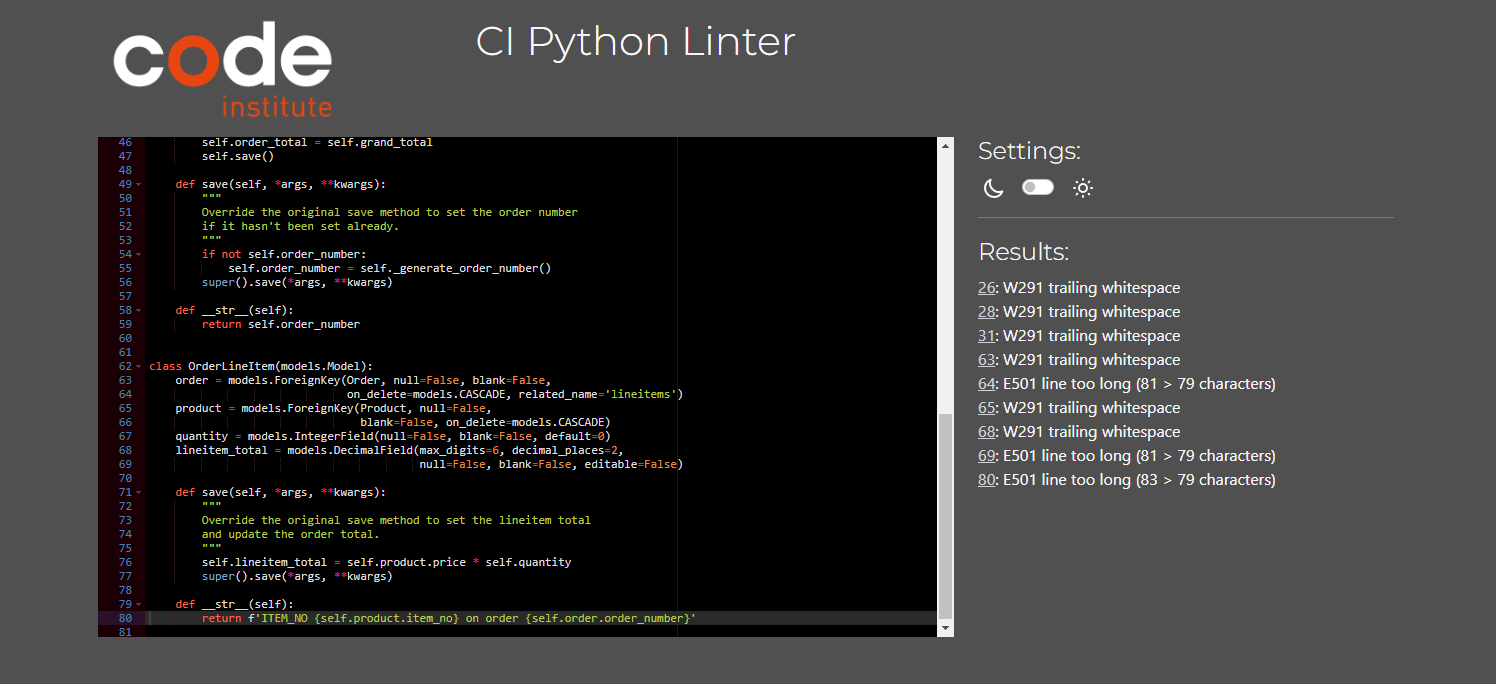 code
institute
CI Python Linter
46 self.order_total = self.grand_total
47 self.save()
48
49 def save(self, *args, **kwargs):
50 """
51 Override the original save method to set the order number
52 if it hasn't been set already.
53 """
54 if not self.order_number:
55 self.order_number = self._generate_order_number()
56 super().save(*args, **kwargs)
57
58 def __str__(self):
59 return self.order_number
60
61
62 class OrderLineItem(models.Model):
63 order = models.ForeignKey(Order, null=False, blank=False,
64 on_delete=models.CASCADE, related_name='lineitems')
65 product = models.ForeignKey(Product, null=False,
66 blank=False, on_delete=models.CASCADE)
67 quantity = models.IntegerField(null=False, blank=False, default=0)
68 lineitem_total = models.DecimalField(max_digits=6, decimal_places=2,
69 null=False, blank=False, editable=False)
70
71 def save(self, *args, **kwargs):
72 """
73 Override the original save method to set the lineitem total
74 and update the order total.
75 """
76 self.lineitem_total = self.product.price * self.quantity
77 super().save(*args, **kwargs)
78
79 def __str__(self):
80 return f'ITEM_NO {self.product.item_no} on order {self.order.order_number}'
81
Settings:
Results:
26: W291 trailing whitespace
28: W291 trailing whitespace
31: W291 trailing whitespace
63: W291 trailing whitespace
64: E501 line too long (81 > 79 characters)
65: W291 trailing whitespace
68: W291 trailing whitespace
69: E501 line too long (81 > 79 characters)
80: E501 line too long (83 > 79 characters)